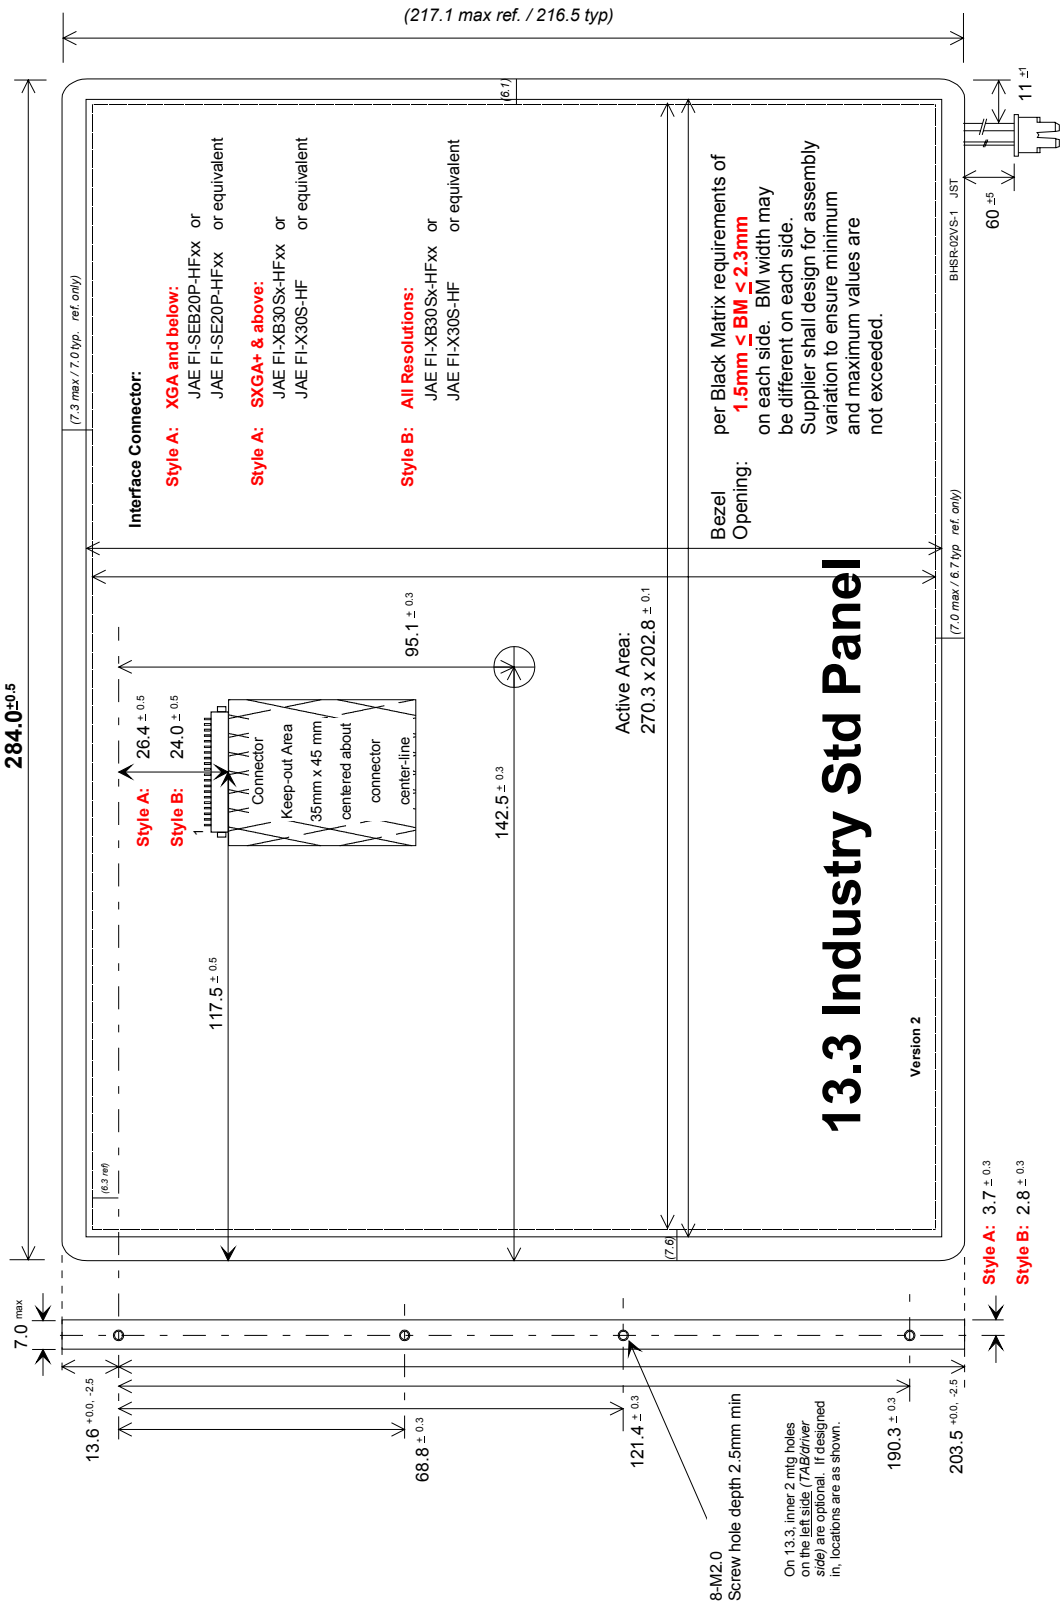 (217.1 max ref. / 216.5 typ)
284.0±0.5
(6.1)
11 ±1
60 ±5
BHSR-02VS-1 JST
(7.3 max / 7.0 typ. ref. only)
Interface Connector:
Style A: XGA and below:
JAE FI-SEB20P-HFxx or
JAE FI-SE20P-HFxx or equivalent
Style A: SXGA+ & above:
JAE FI-XB30Sx-HFxx or
JAE FI-X30S-HF or equivalent
Style B: All Resolutions:
JAE FI-XB30Sx-HFxx or
JAE FI-X30S-HF or equivalent
Bezel Opening:
per Black Matrix requirements of
1.5mm ≤ BM ≤ 2.3mm
on each side. BM width may
be different on each side.
Supplier shall design for assembly
variation to ensure minimum
and maximum values are
not exceeded.
(7.0 max / 6.7 typ ref. only)
Style A: 26.4 ± 0.5
Style B: 24.0 ± 0.5
1
Connector
Keep-out Area
35mm x 45 mm
centered about
connector
center-line
95.1 ± 0.3
142.5 ± 0.3
117.5 ± 0.5
Active Area:
270.3 x 202.8 ± 0.1
13.3 Industry Std Panel
Version 2
(6.3 ref)
(7.6)
7.0 max
Style A: 3.7 ± 0.3
Style B: 2.8 ± 0.3
13.6 +0.0, -2.5
68.8 ± 0.3
121.4 ± 0.3
190.3 ± 0.3
203.5 +0.0, -2.5
8-M2.0
Screw hole depth 2.5mm min
On 13.3, inner 2 mtg holes
on the left side (TAB/driver
side) are optional. If designed
in, locations are as shown.